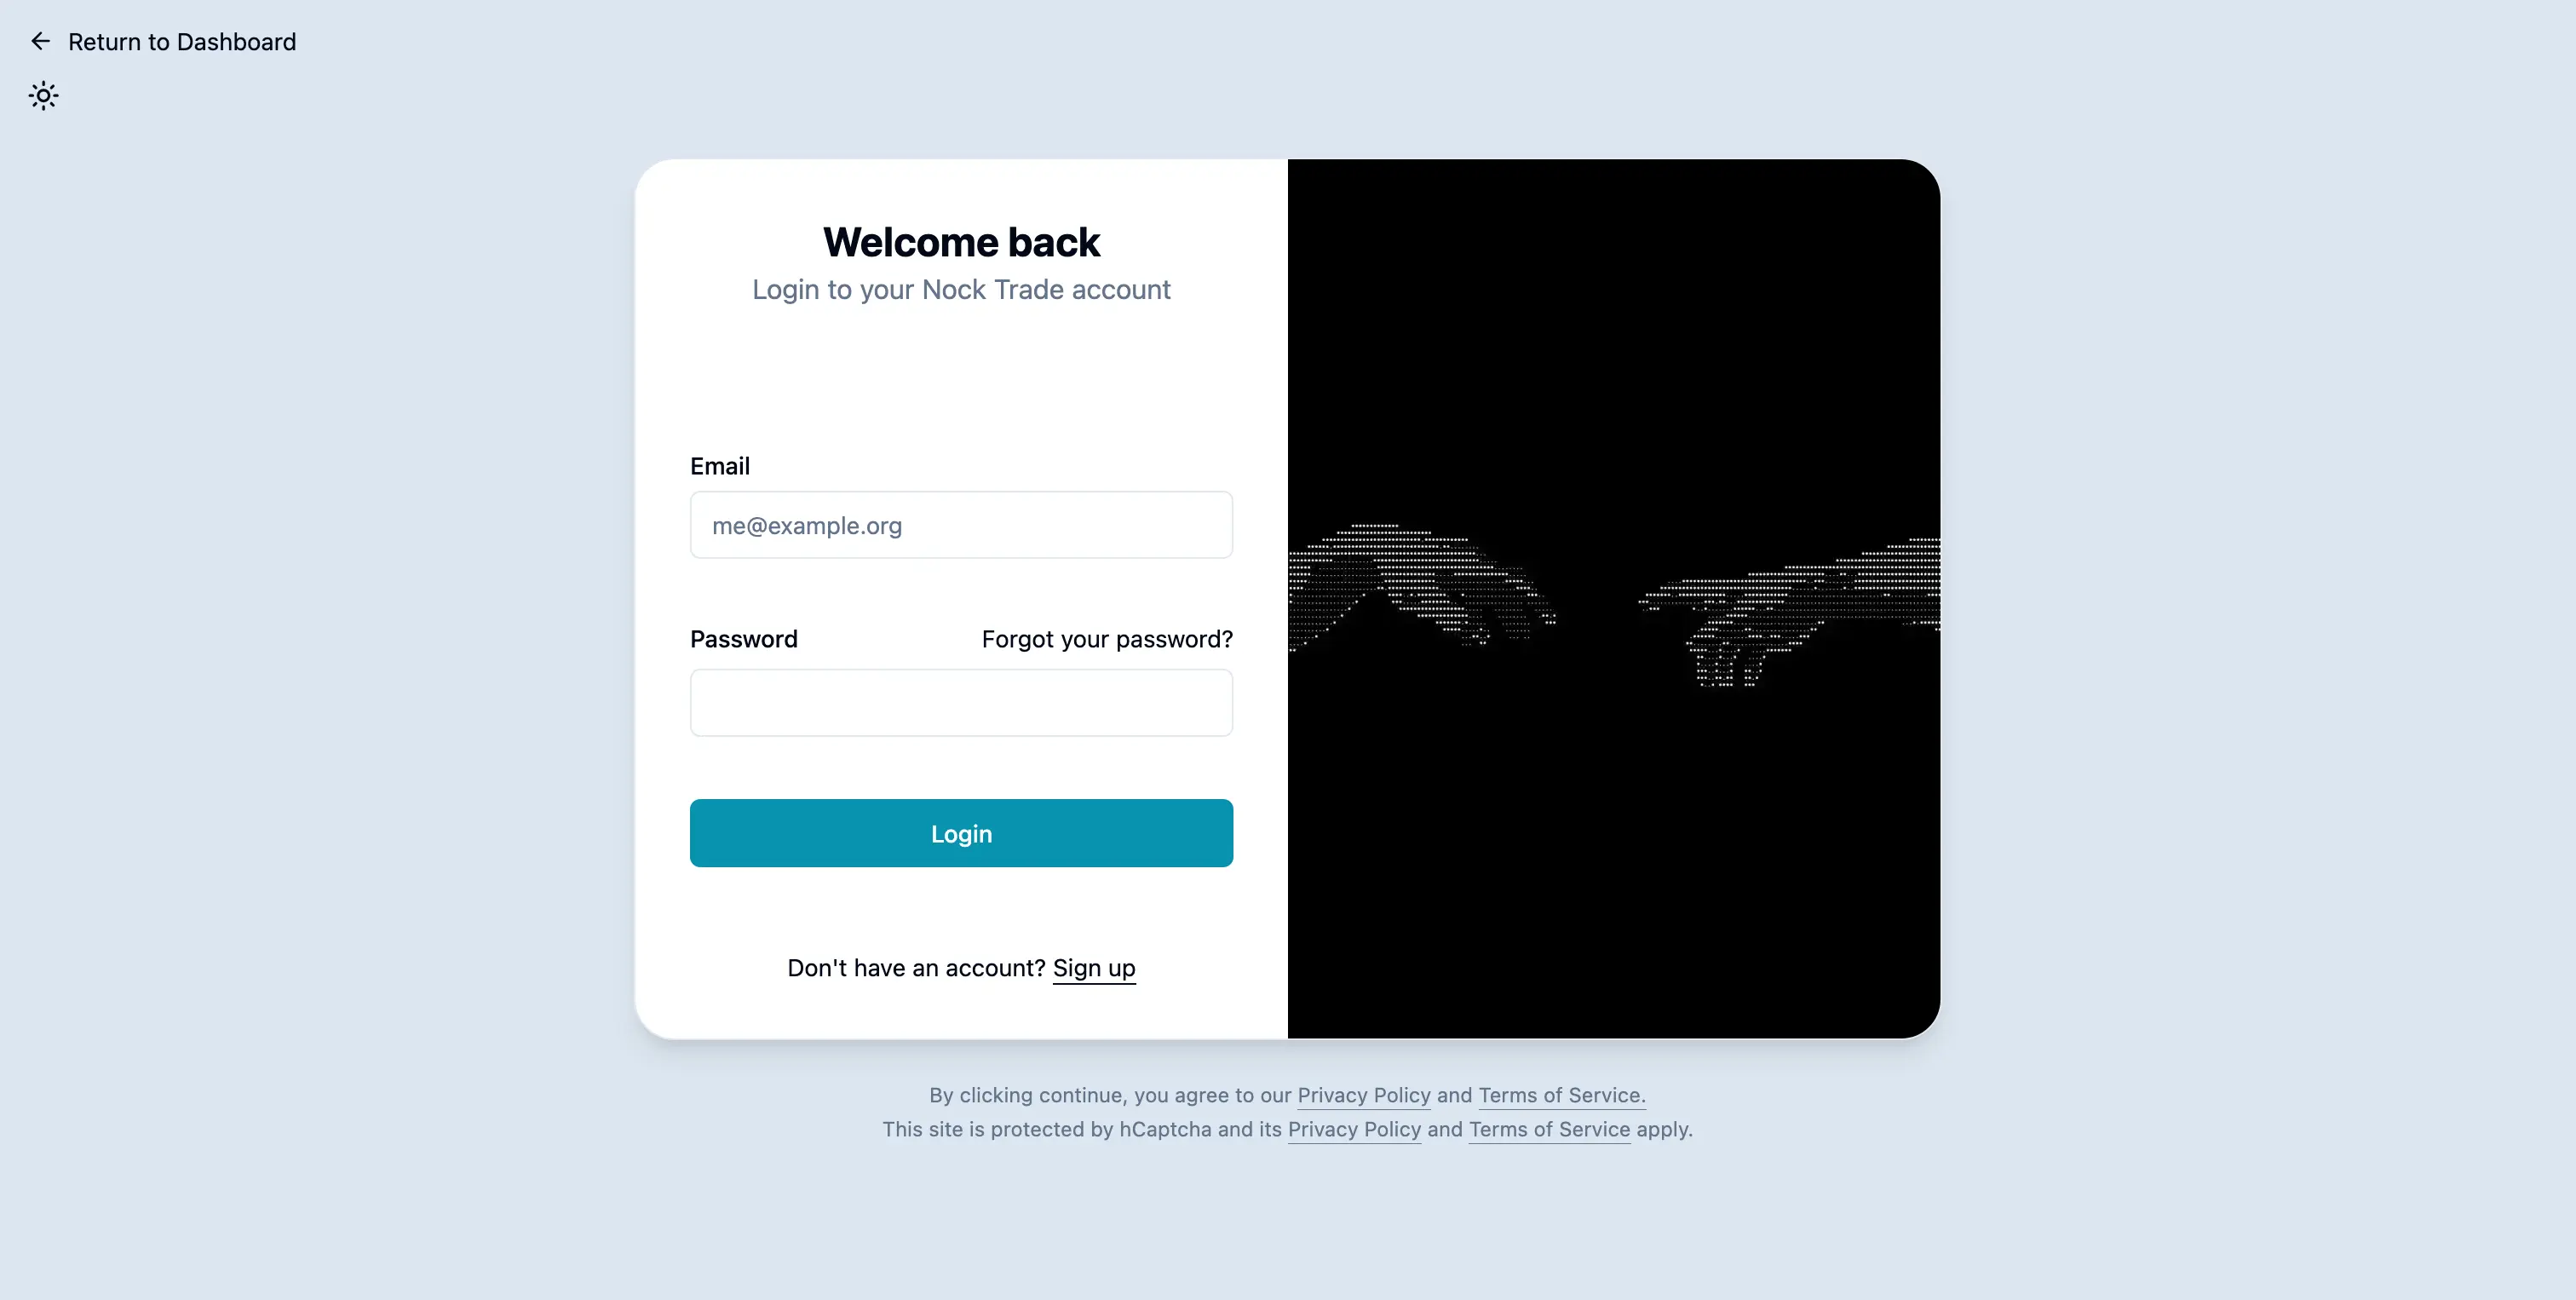 Return to Dashboard
Welcome back
Login to your Nock Trade account
Email
me@example.org
Password
Forgot your password?
Login
Don't have an account? Sign up
By clicking continue, you agree to our Privacy Policy and Terms of Service.
This site is protected by hCaptcha and its Privacy Policy and Terms of Service apply.